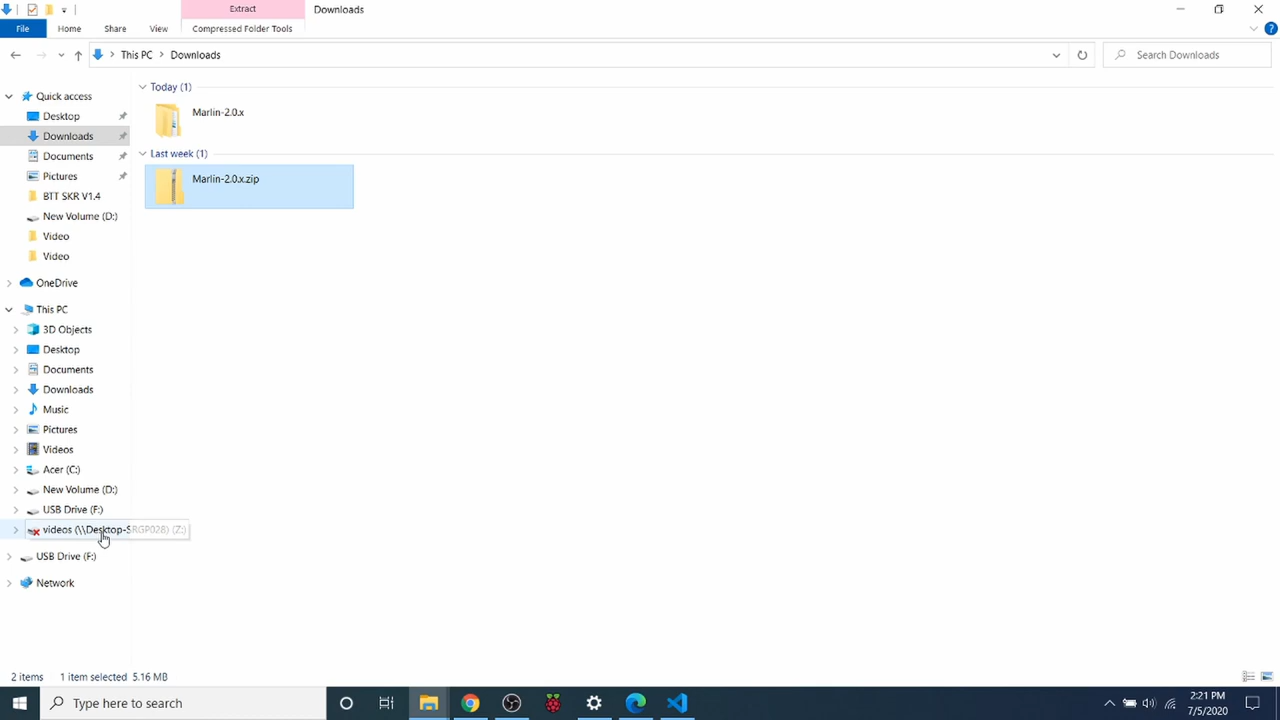 Extract
Downloads
File
Home
Share
View
Compressed Folder Tools
This PC
Downloads
Search Downloads
Quick access
Desktop
Downloads
Documents
Pictures
BTT SKR V1.4
New Volume (D:)
Video
Video
OneDrive
This PC
3D Objects
Desktop
Documents
Downloads
Music
Pictures
Videos
Acer (C:)
New Volume (D:)
USB Drive (F:)
videos (\\Desktop-SRGP028) (Z:)
USB Drive (F:)
Network
Today (1)
Marlin-2.0.x
Last week (1)
Marlin-2.0.x.zip
2 items
1 item selected 5.16 MB
Type here to search
2:21 PM
7/5/2020